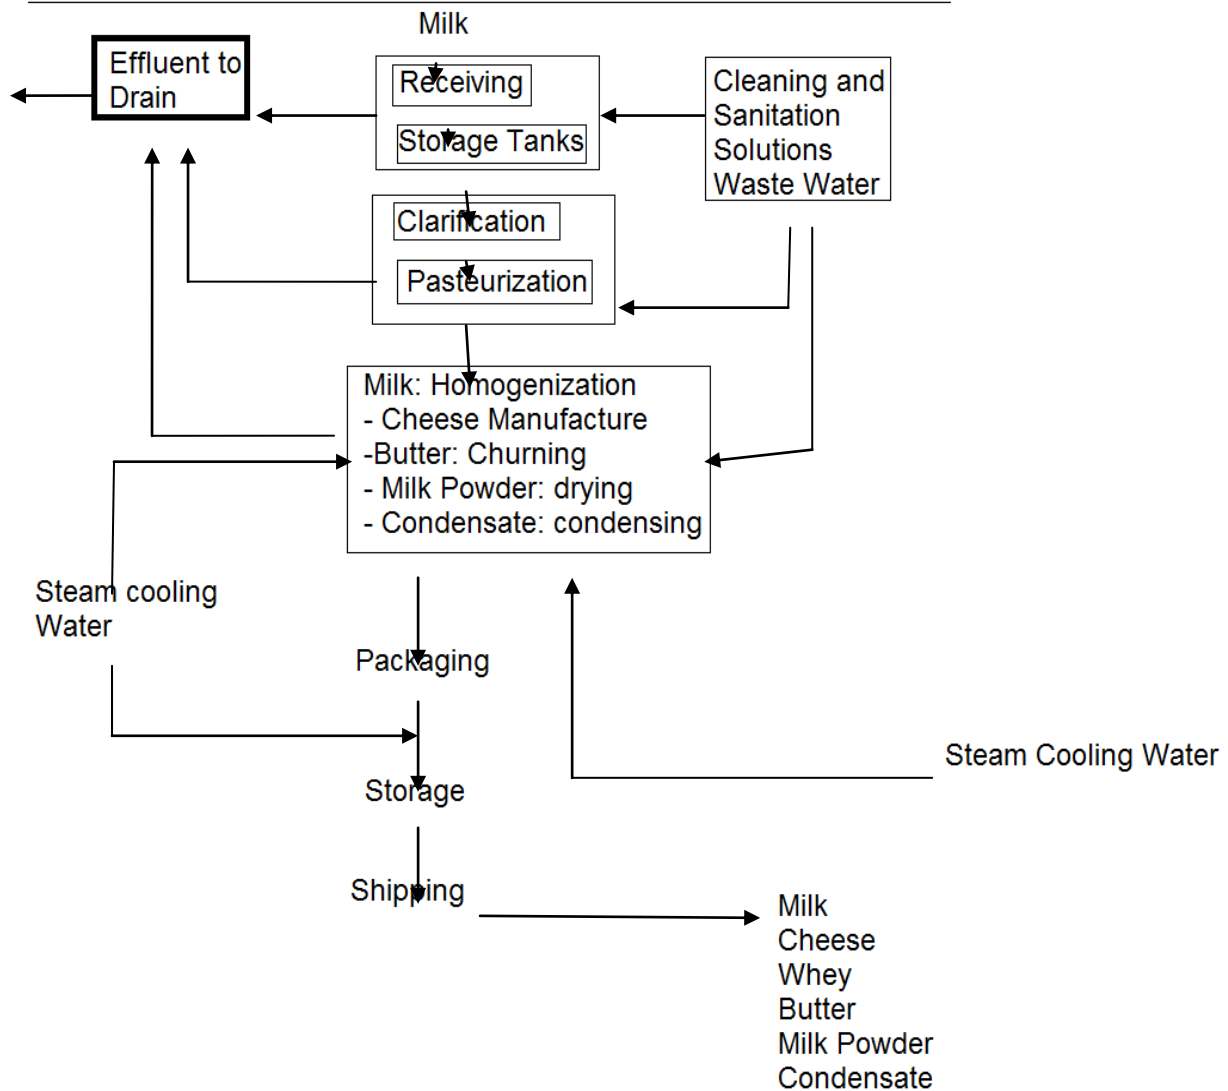 Milk
Effluent to
Drain
Receiving
Storage Tanks
Cleaning and
Sanitation
Solutions
Waste Water
Clarification
Pasteurization
Milk: Homogenization
- Cheese Manufacture
-Butter: Churning
- Milk Powder: drying
- Condensate: condensing
Steam cooling
Water
Packaging
Steam Cooling Water
Storage
Shipping
Milk
Cheese
Whey
Butter
Milk Powder
Condensate